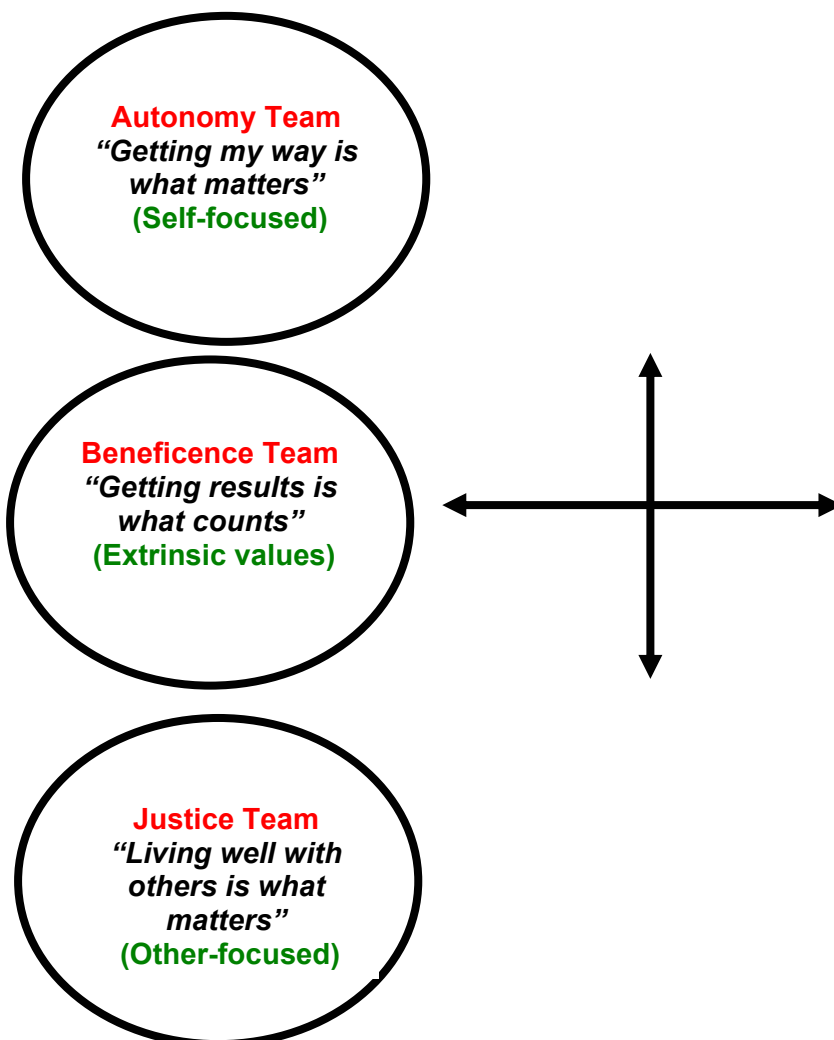 Autonomy Team
“Getting my way is
what matters”
(Self-focused)
Beneficence Team
“Getting results is
what counts”
(Extrinsic values)
Justice Team
“Living well with
others is what
matters”
(Other-focused)